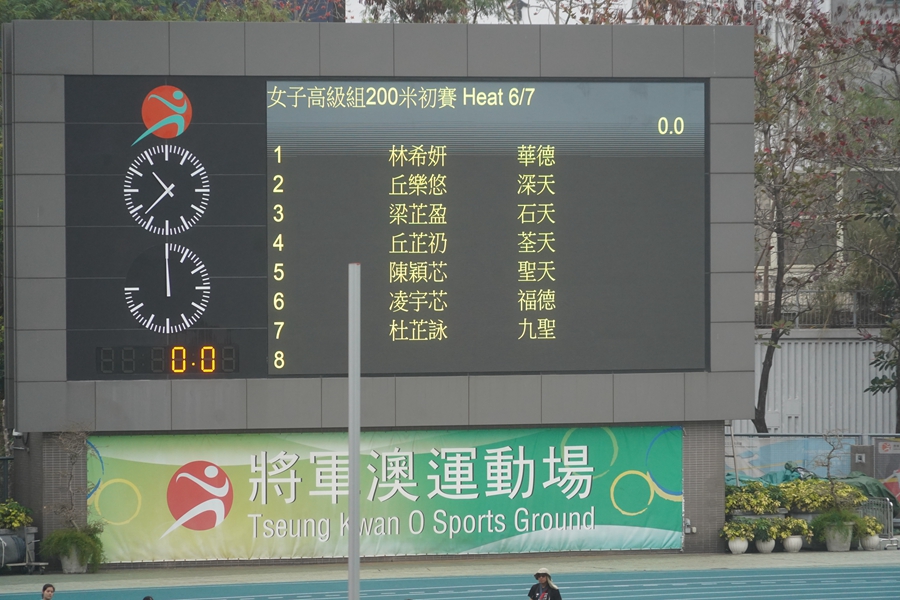 女子高級組200米初賽 Heat 6/7
0.0
1 林希妍 華德
2 丘樂悠 深天
3 梁芷盈 石天
4 丘芷礽 荃天
5 陳穎芯 聖天
6 凌宇芯 福德
7 杜芷詠 九聖
8
0.0
將軍澳運動場
Tseung Kwan O Sports Ground